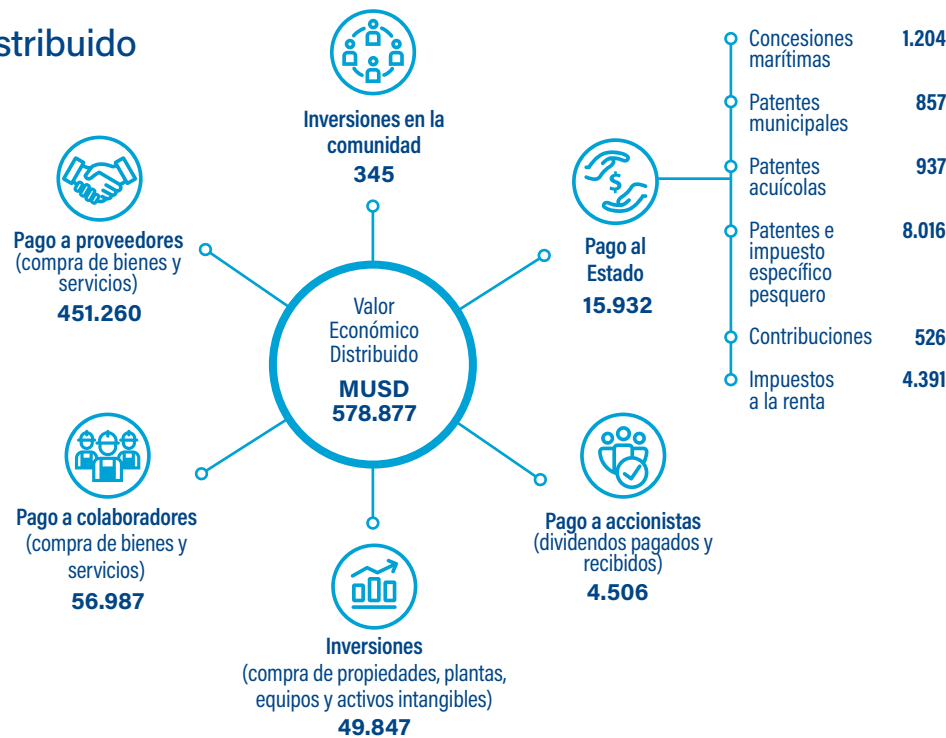 stribuido
Inversiones en la
comunidad
345
Pago a proveedores
(compra de bienes y
servicios)
451.260
Pago al
Estado
15.932
Concesiones 1.204
marítimas
Patentes 857
municipales
Patentes 937
acuícolas
Patentes e 8.016
impuesto
específico
pesquero
Contribuciones 526
Impuestos 4.391
a la renta
$
Valor
Económico
Distribuido
MUSD
578.877
Pago a colaboradores
(compra de bienes y
servicios)
56.987
Pago a accionistas
(dividendos pagados y
recibidos)
4.506
Inversiones
(compra de propiedades, plantas,
equipos y activos intangibles)
49.847